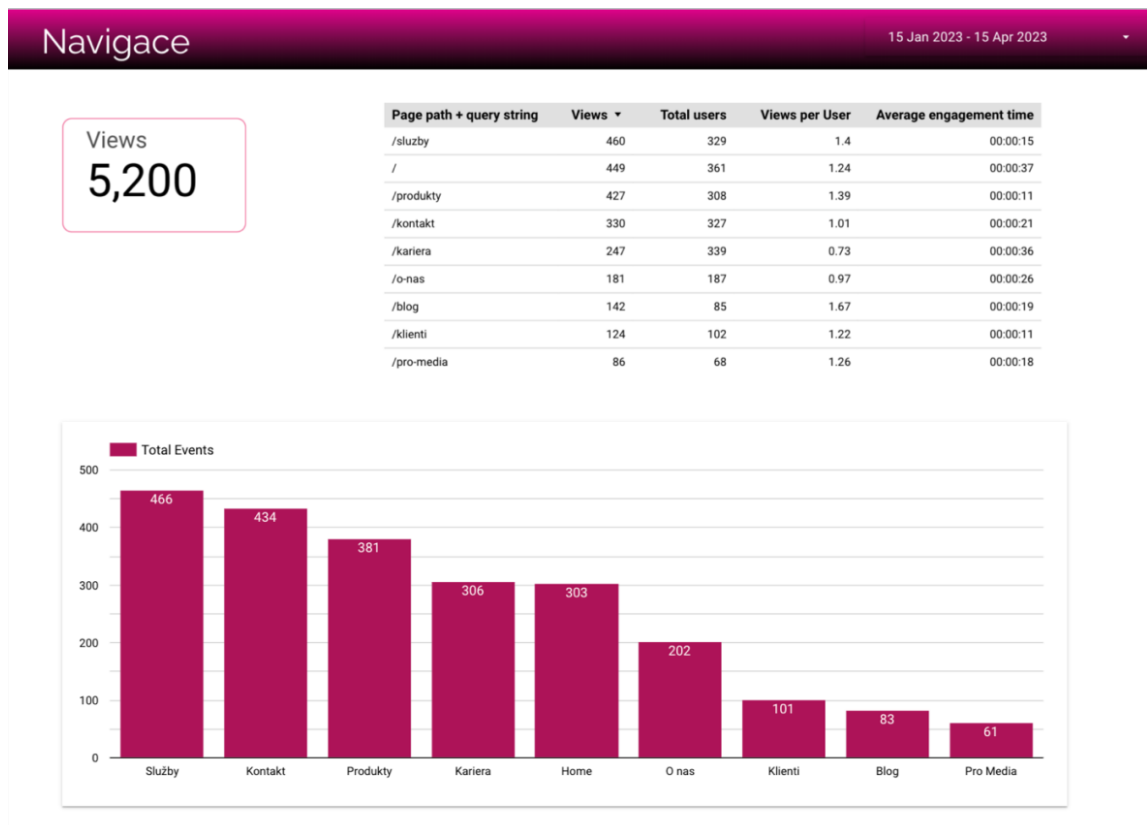 Navigace
15 Jan 2023 - 15 Apr 2023
Views
5,200
Page path + query string Views Total users Views per User Average engagement time
/sluzby 460 329 1.4 00:00:15
/ 449 361 1.24 00:00:37
/produkty 427 308 1.39 00:00:11
/kontakt 330 327 1.01 00:00:21
/kariera 247 339 0.73 00:00:36
/o-nas 181 187 0.97 00:00:26
/blog 142 85 1.67 00:00:19
/klienti 124 102 1.22 00:00:11
/pro-media 86 68 1.26 00:00:18
Total Events
500
400
300
200
100
0
466 434 381 306 303 202 101 83 61
Služby Kontakt Produkty Kariera Home O nas Klienti Blog Pro Media